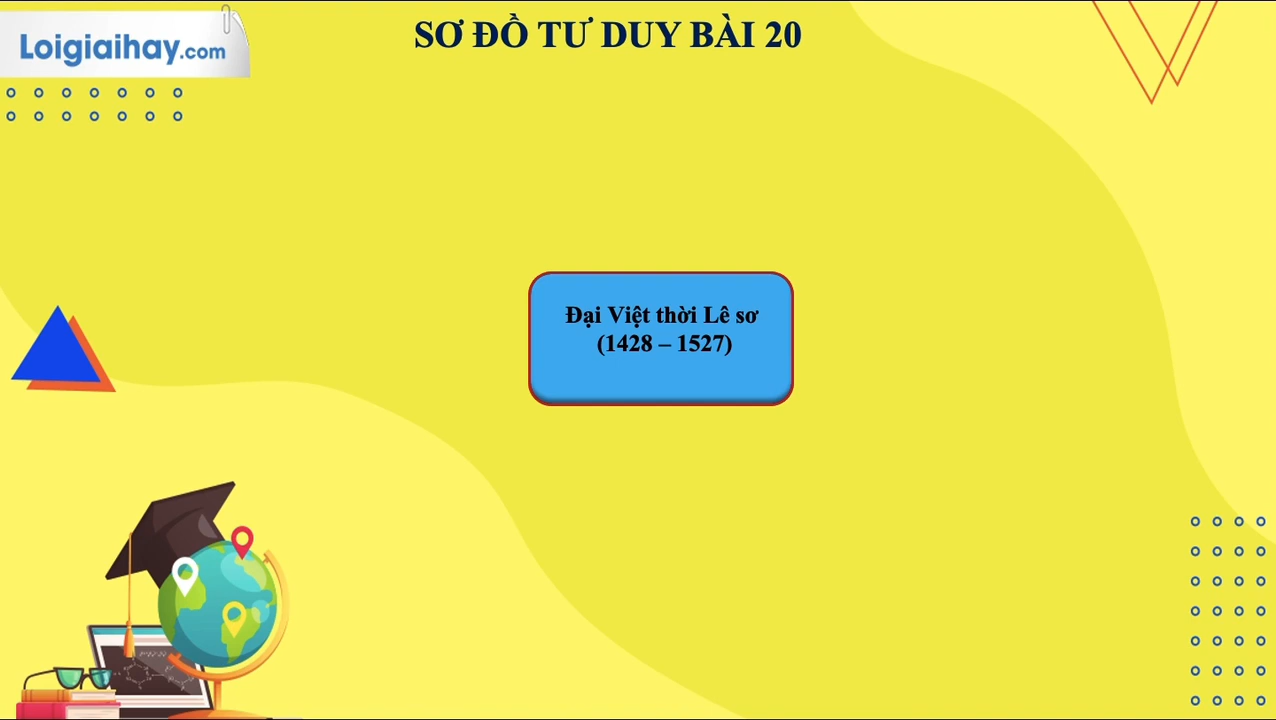 Loigiaihay.com
SƠ ĐỒ TƯ DUY BÀI 20
Đại Việt thời Lê sơ
(1428 – 1527)